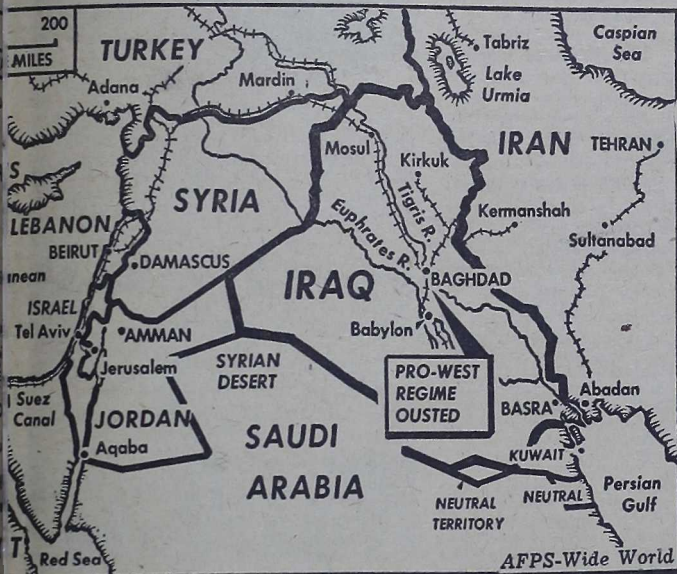 200
MILES
TURKEY
Adana
Mardin
Tabriz
Lake
Urmia
Caspian
Sea
S
SYRIA
Mosul
Kirkuk
Tigris R.
Euphrates R.
IRAN
TEHRAN
Kermanshah
Sultanabad
LEBANON
BEIRUT
DAMASCUS
nean
ISRAEL
Tel Aviv
AMMAN
Jerusalem
IRAQ
BAGHDAD
Babylon
SYRIAN
DESERT
PRO-WEST
REGIME
OUSTED
Suez
Canal
JORDAN
Aqaba
SAUDI
ARABIA
BASRA
Abadan
KUWAIT
NEUTRAL
TERRITORY
NEUTRAL
Persian
Gulf
T
Red Sea
AFPS-Wide World